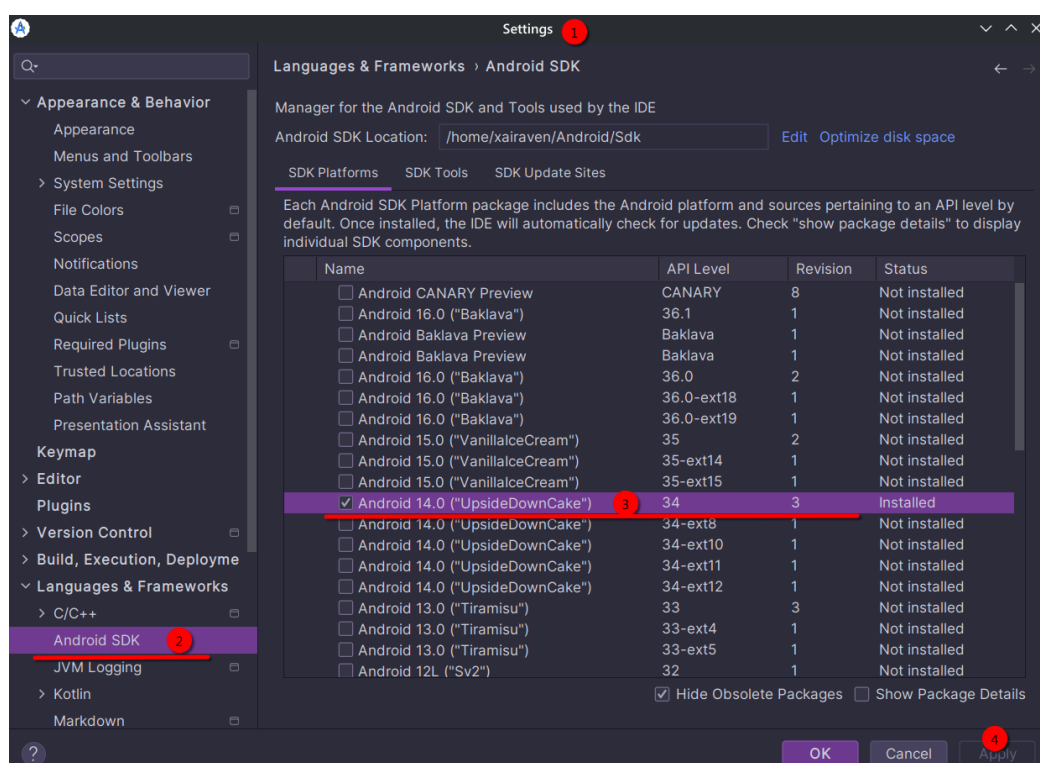 Settings 1
Languages & Frameworks › Android SDK
Manager for the Android SDK and Tools used by the IDE
Android SDK Location: /home/xairaven/Android/Sdk Edit Optimize disk space
SDK Platforms SDK Tools SDK Update Sites
Each Android SDK Platform package includes the Android platform and sources pertaining to an API level by
default. Once installed, the IDE will automatically check for updates. Check "show package details" to display
individual SDK components.
Appearance & Behavior
Appearance
Menus and Toolbars
System Settings
File Colors
Scopes
Notifications
Data Editor and Viewer
Quick Lists
Required Plugins
Trusted Locations
Path Variables
Presentation Assistant
Keymap
Editor
Plugins
Version Control
Build, Execution, Deployme
Languages & Frameworks
C/C++
Android SDK 2
JVM Logging
Kotlin
Markdown
Name API Level Revision Status
Android CANARY Preview CANARY 8 Not installed
Android 16.0 ("Baklava") 36.1 1 Not installed
Android Baklava Preview Baklava 1 Not installed
Android Baklava Preview Baklava 1 Not installed
Android 16.0 ("Baklava") 36.0 2 Not installed
Android 16.0 ("Baklava") 36.0-ext18 1 Not installed
Android 16.0 ("Baklava") 36.0-ext19 1 Not installed
Android 15.0 ("VanillaIceCream") 35 2 Not installed
Android 15.0 ("VanillaIceCream") 35-ext14 1 Not installed
Android 15.0 ("VanillaIceCream") 35-ext15 1 Not installed
Android 14.0 ("UpsideDownCake") 3 34 3 Installed
Android 14.0 ("UpsideDownCake") 34-ext8 1 Not installed
Android 14.0 ("UpsideDownCake") 34-ext10 1 Not installed
Android 14.0 ("UpsideDownCake") 34-ext11 1 Not installed
Android 14.0 ("UpsideDownCake") 34-ext12 1 Not installed
Android 13.0 ("Tiramisu") 33 3 Not installed
Android 13.0 ("Tiramisu") 33-ext4 1 Not installed
Android 13.0 ("Tiramisu") 33-ext5 1 Not installed
Android 12L ("Sv2") 32 1 Not installed
Hide Obsolete Packages Show Package Details
4
? OK Cancel Apply